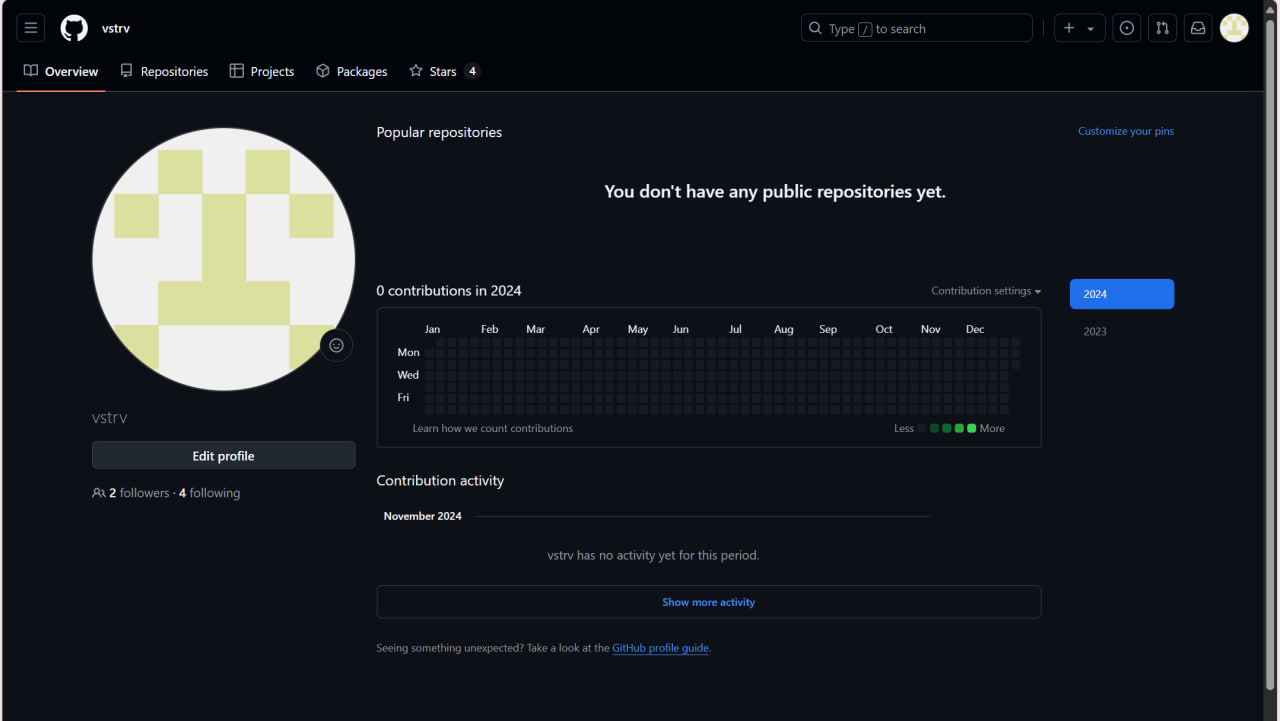 vstrv
Type / to search
Overview
Repositories
Projects
Packages
Stars 4
Popular repositories
Customize your pins
You don't have any public repositories yet.
0 contributions in 2024
Contribution settings
2024
2023
Jan Feb Mar Apr May Jun Jul Aug Sep Oct Nov Dec
Mon
Wed
Fri
Learn how we count contributions
Less More
vstrv
Edit profile
2 followers · 4 following
Contribution activity
November 2024
vstrv has no activity yet for this period.
Show more activity
Seeing something unexpected? Take a look at the GitHub profile guide.